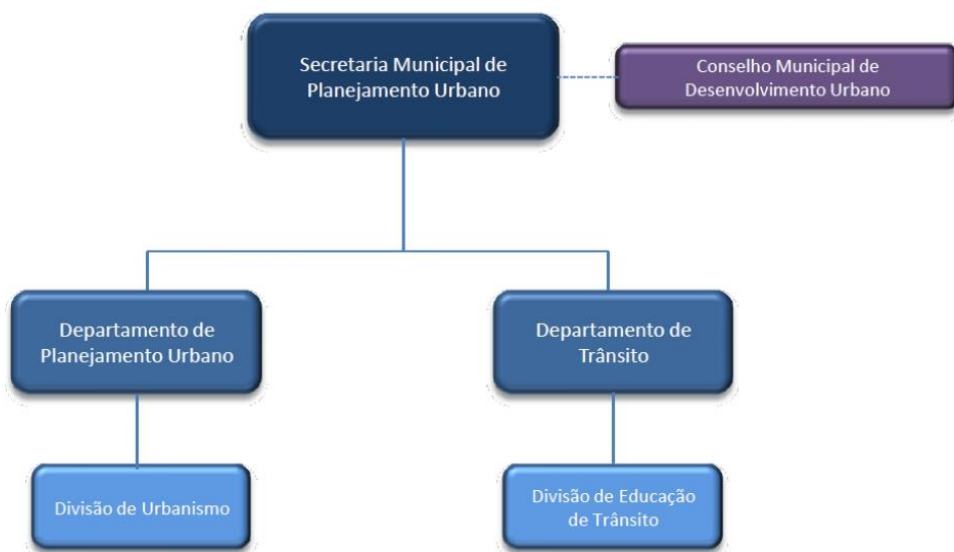 Secretaria Municipal de
Planejamento Urbano
Conselho Municipal de
Desenvolvimento Urbano
Departamento de
Planejamento Urbano
Departamento de
Trânsito
Divisão de Urbanismo
Divisão de Educação
de Trânsito